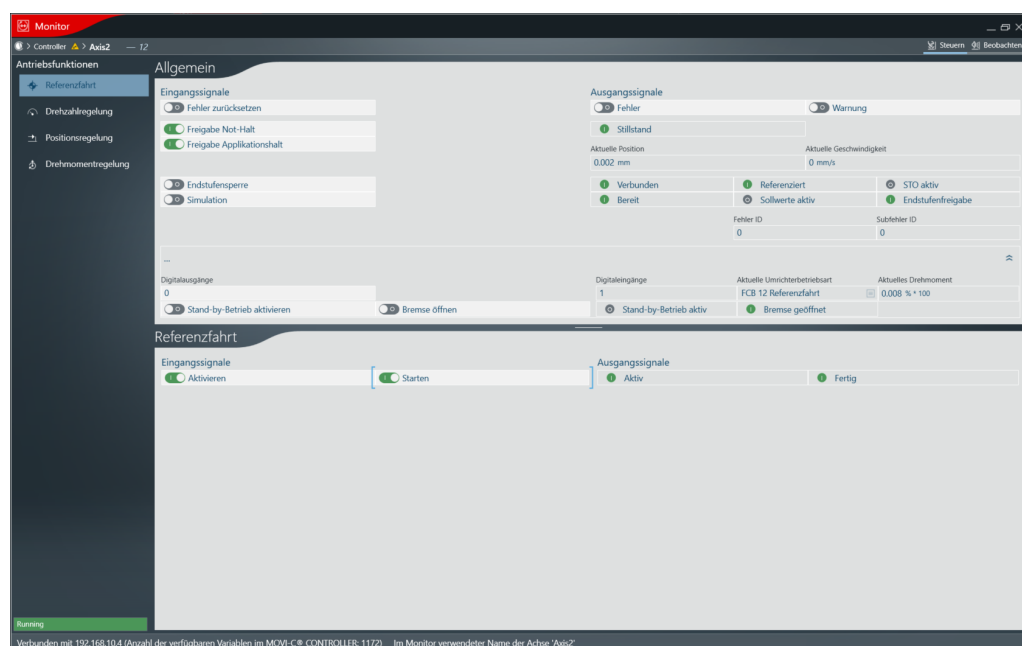 Monitor
> Controller > Axis2 — 12
Steuern Beobachten
Antriebsfunktionen
Referenzfahrt
Drehzahlregelung
Positionsregelung
Drehmomentregelung
Allgemein
Eingangssignale
Fehler zurücksetzen
Freigabe Not-Halt
Freigabe Applikationshalt
Endstufensperre
Simulation
Ausgangssignale
Fehler Warnung
Stillstand
Aktuelle Position Aktuelle Geschwindigkeit
0.002 mm 0 mm/s
Verbunden Referenziert STO aktiv
Bereit Sollwerte aktiv Endstufenfreigabe
Fehler ID Subfehler ID
0 0
...
Digitalausgänge Digitaleingänge Aktuelle Umrichterbetriebsart Aktuelles Drehmoment
0 1 FCB 12 Referenzfahrt 0.008 % * 100
Stand-by-Betrieb aktivieren Bremse öffnen Stand-by-Betrieb aktiv Bremse geöffnet
Referenzfahrt
Eingangssignale Ausgangssignale
Aktivieren Starten Aktiv Fertig
Running
Verbunden mit 192.168.10.4 (Anzahl der verfügbaren Variablen im MOVI-C® CONTROLLER: 1172) Im Monitor verwendeter Name der Achse 'Axis2'